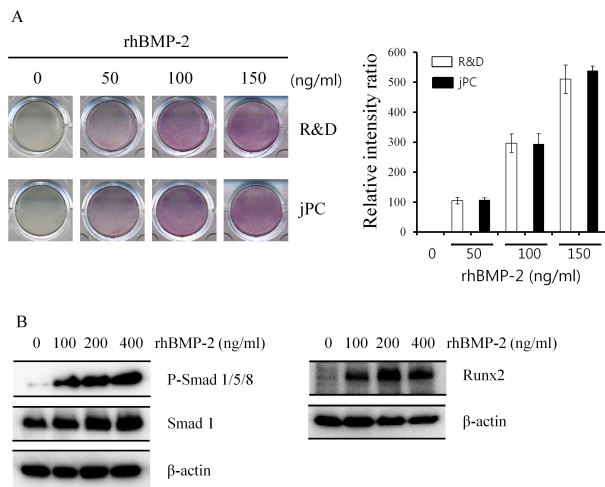 A
rhBMP-2
0 50 100 150 (ng/ml)
R&D
jPC
Relative intensity ratio
600
500
400
300
200
100
0
R&D
jPC
0 50 100 150
rhBMP-2 (ng/ml)
B
0 100 200 400 rhBMP-2 (ng/ml)
P-Smad 1/5/8
Smad 1
β-actin
0 100 200 400 rhBMP-2 (ng/ml)
Runx2
β-actin